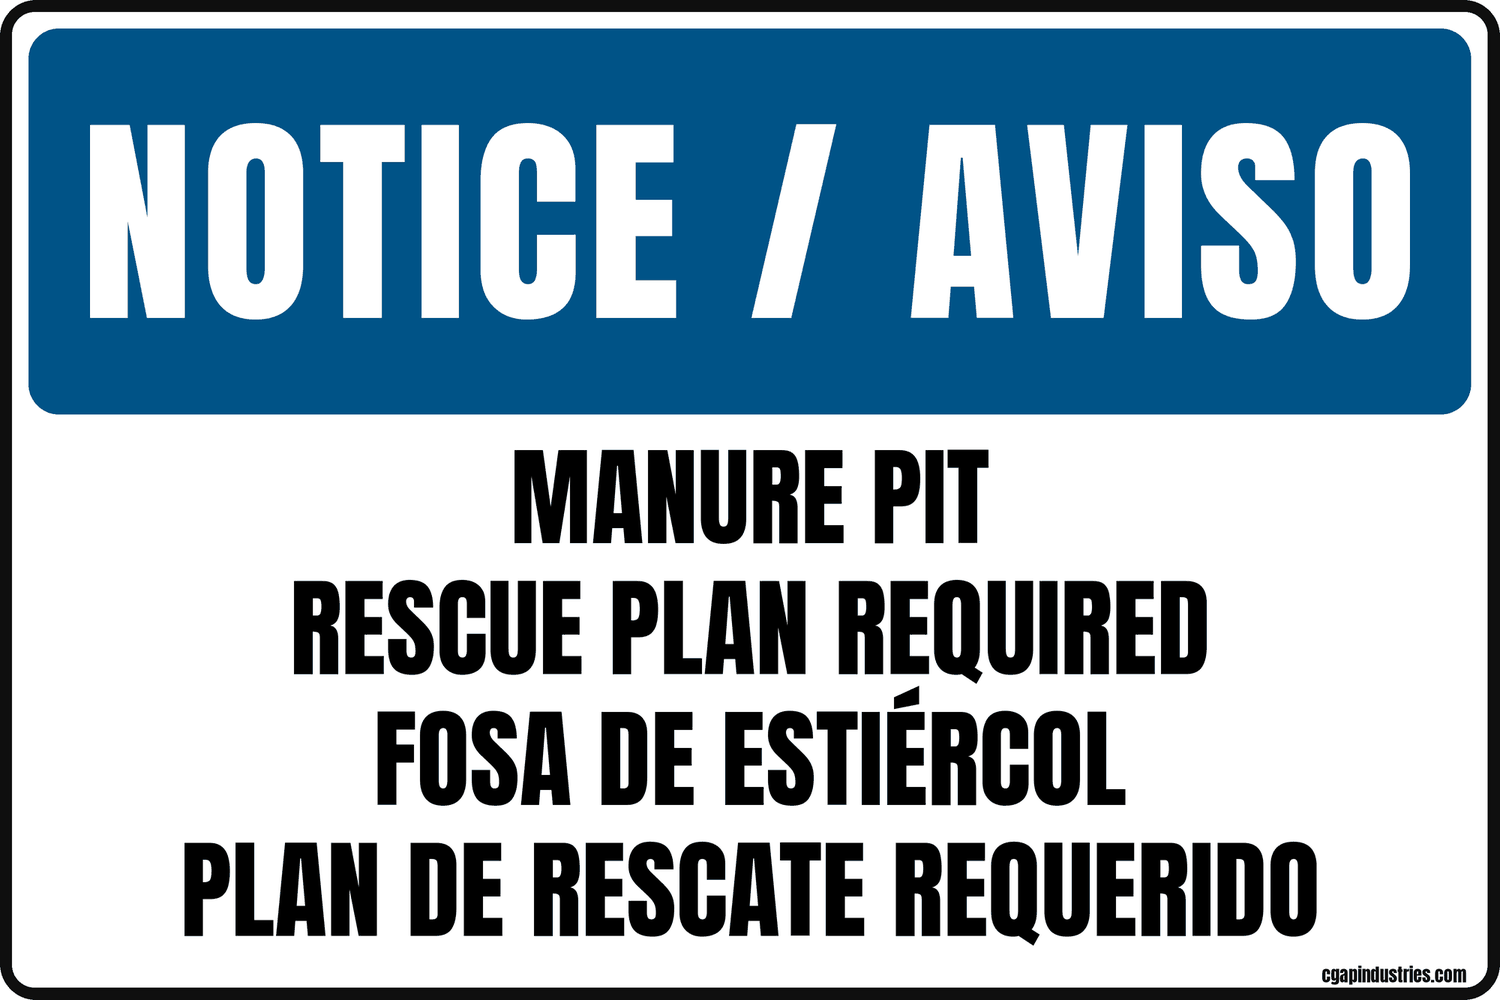 NOTICE / AVISO
MANURE PIT
RESCUE PLAN REQUIRED
FOSA DE ESTIÉRCOL
PLAN DE RESCATE REQUERIDO
cgapindustries.com